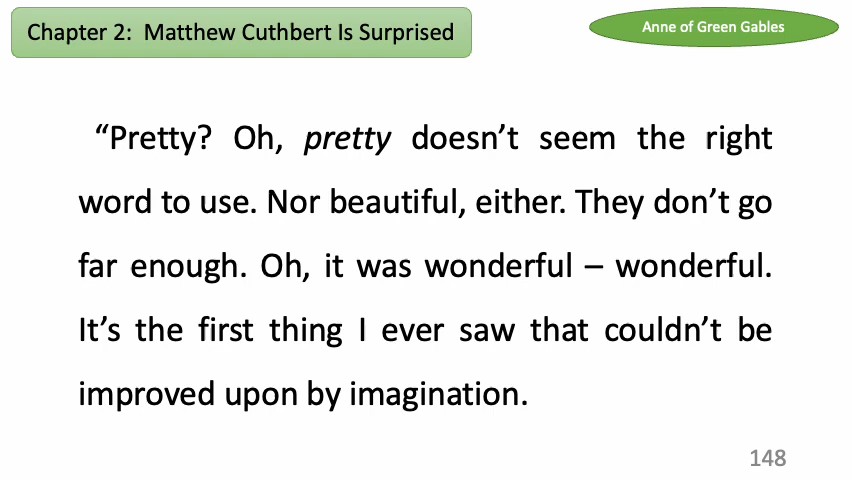 Chapter 2:  Matthew Cuthbert Is Surprised
Anne of Green Gables
“Pretty? Oh, pretty doesn’t seem the right
word to use. Nor beautiful, either. They don’t go
far enough. Oh, it was wonderful – wonderful.
It’s the first thing I ever saw that couldn’t be
improved upon by imagination.
148